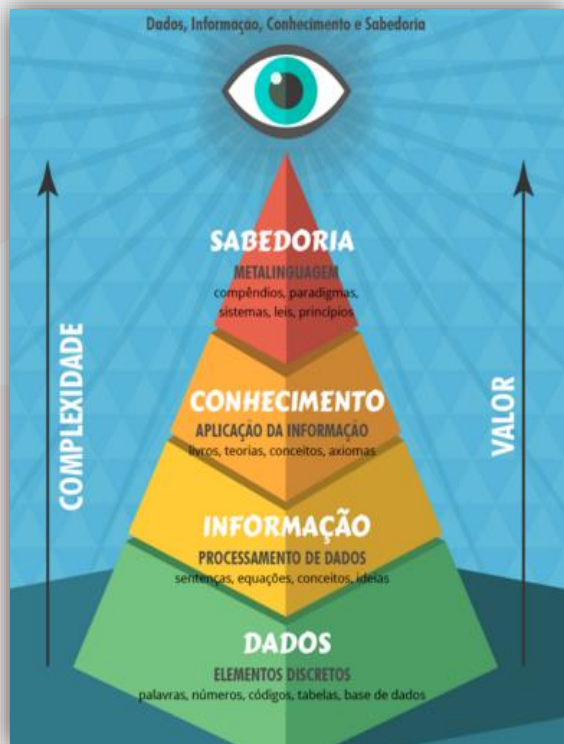 Dados, Informação, Conhecimento e Sabedoria
SABEDORIA
METALINGUAGEM
compêndios, paradigmas,
sistemas, leis, princípios
CONHECIMENTO
APLICAÇÃO DA INFORMAÇÃO
livros, teorias, conceitos, axiomas
INFORMAÇÃO
PROCESSAMENTO DE DADOS
sentenças, equações, conceitos, ideias
DADOS
ELEMENTOS DISCRETOS
palavras, números, códigos, tabelas, base de dados
COMPLEXIDADE
VALOR